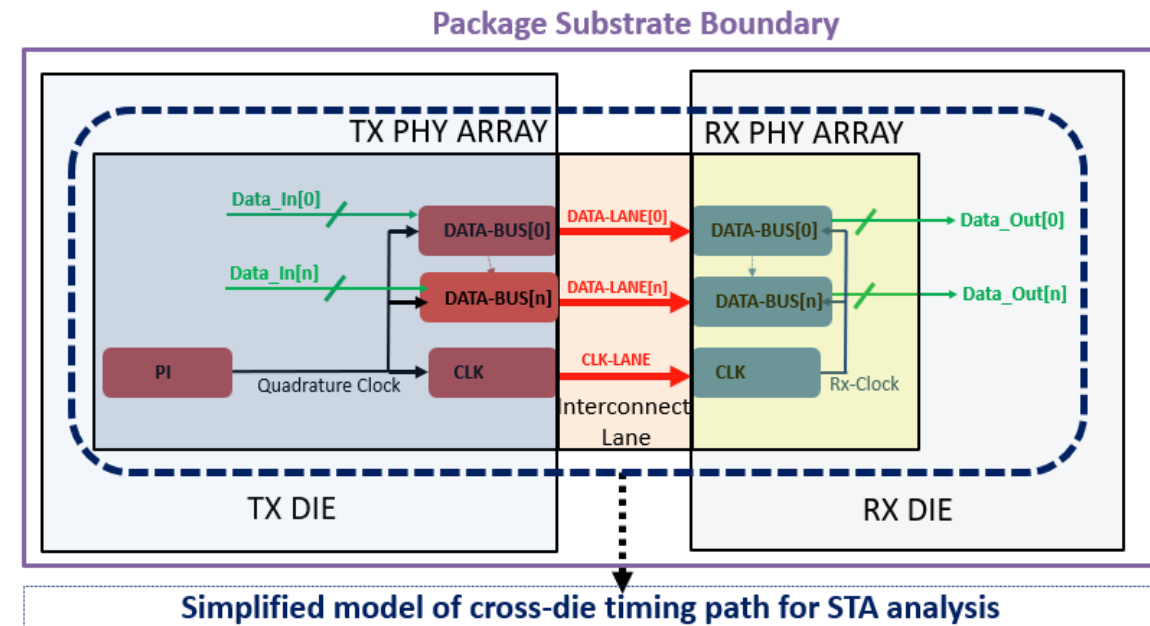 Package Substrate Boundary
TX PHY ARRAY
RX PHY ARRAY
Data_In[0]
DATA-BUS[0]
DATA-LANE[0]
DATA-BUS[0]
Data_Out[0]
Data_In[n]
DATA-BUS[n]
DATA-LANE[n]
DATA-BUS[n]
Data_Out[n]
PI
Quadrature Clock
CLK
CLK-LANE
CLK
Rx-Clock
Interconnect
Lane
TX DIE
RX DIE
Simplified model of cross-die timing path for STA analysis